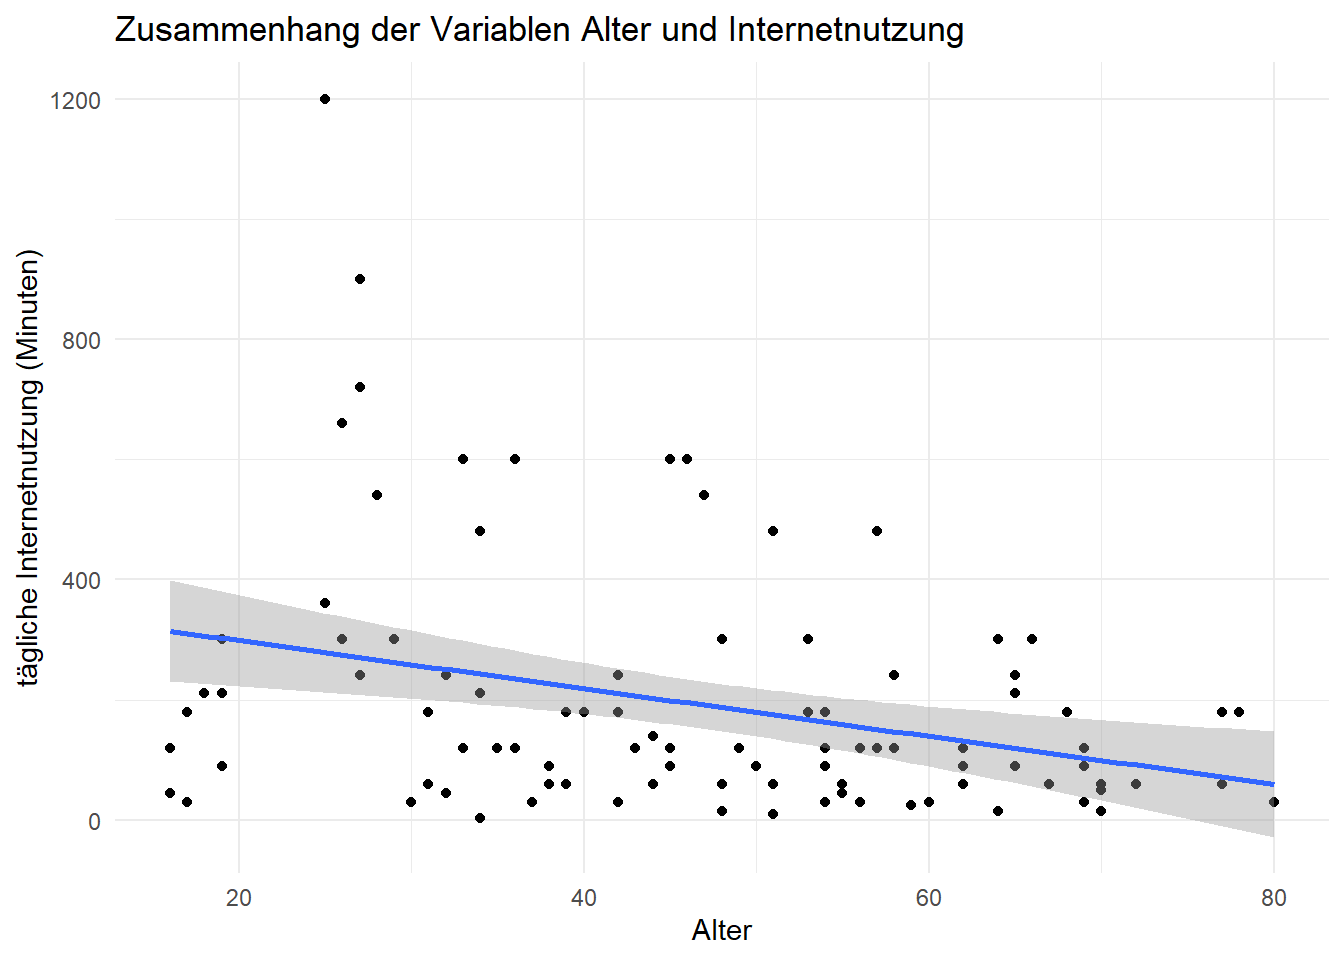 Zusammenhang der Variablen Alter und Internetnutzung
tägliche Internetnutzung (Minuten)
1200
800
400
0
20 40 60 80
Alter